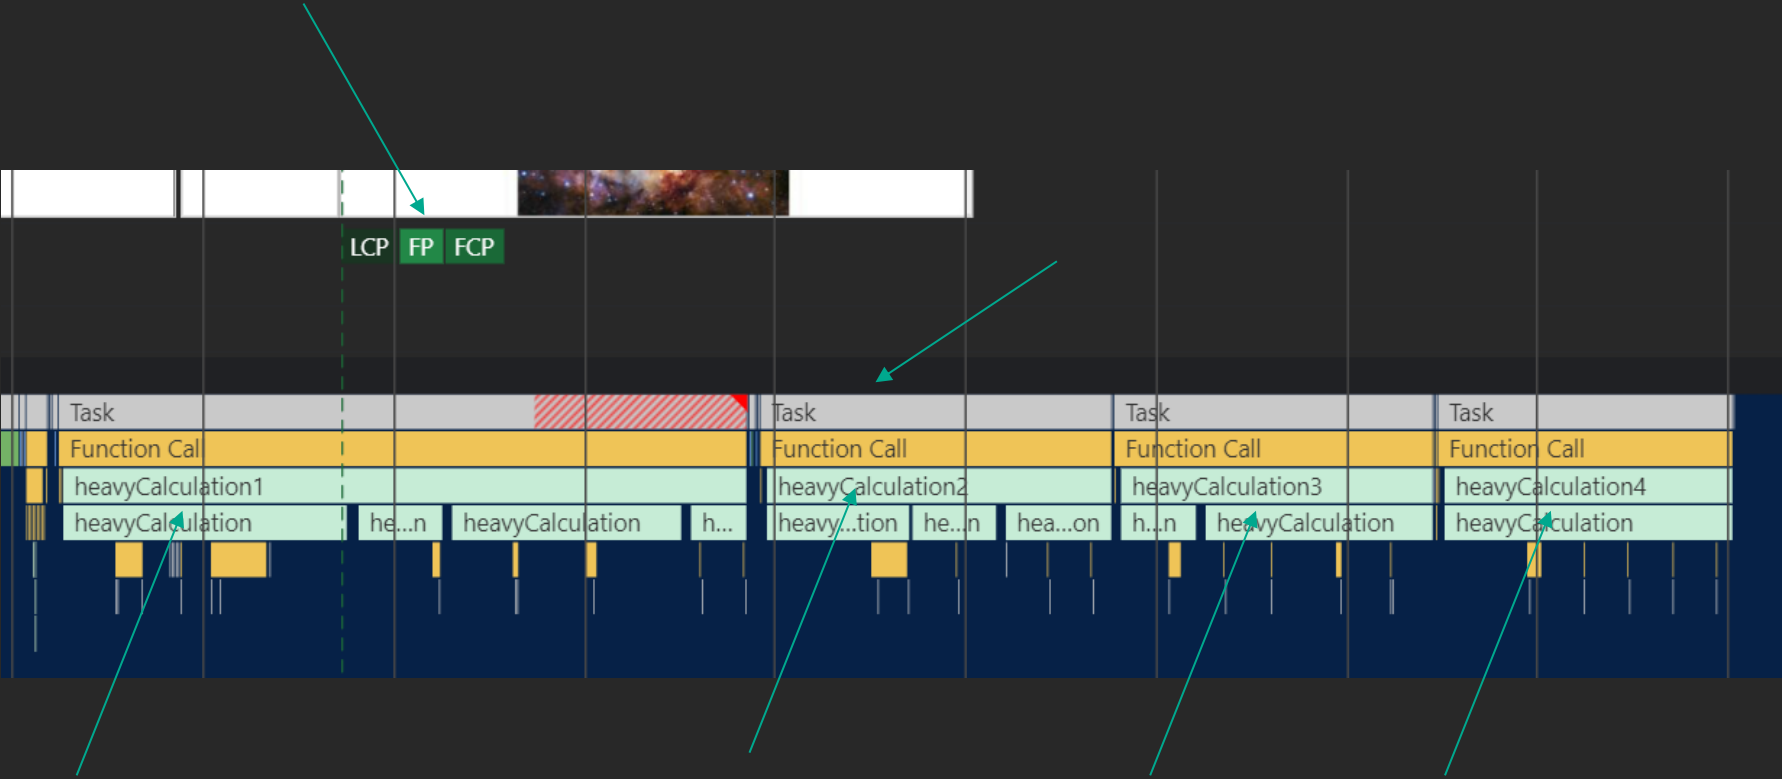 LCP FP FCP
Task Task Task Task
Function Call Function Call Function Call Function Call
heavyCalculation1 heavyCalculation2 heavyCalculation3 heavyCalculation4
heavyCalculation he...n heavyCalculation h... heavy...tion he...n hea...on h...n heavyCalculation heavyCalculation